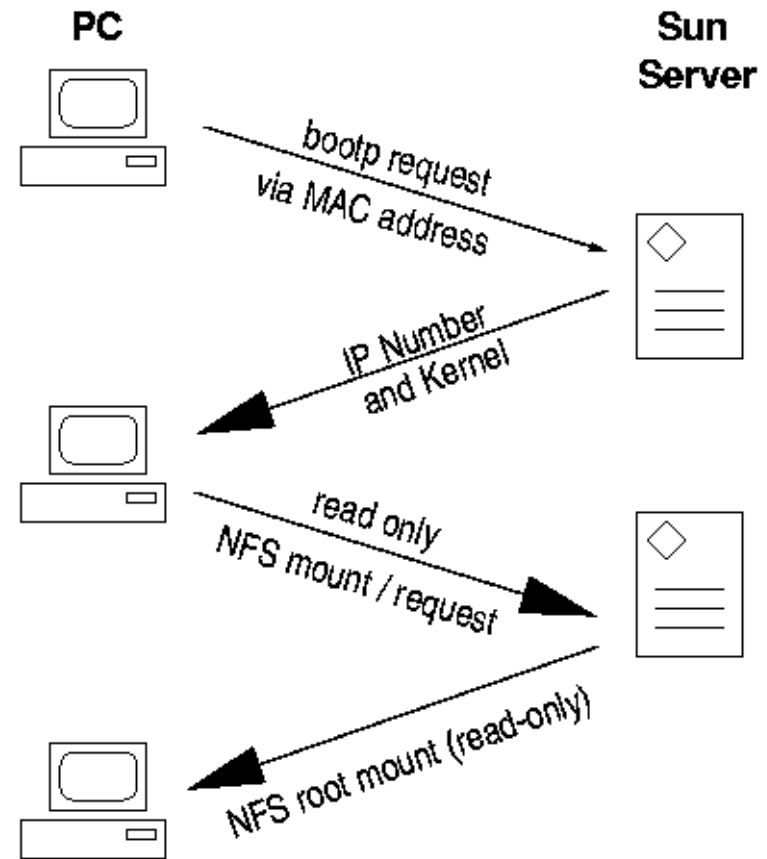 PC
Sun
Server
bootp request
via MAC address
IP Number
and Kernel
read only
NFS mount / request
NFS root mount (read-only)